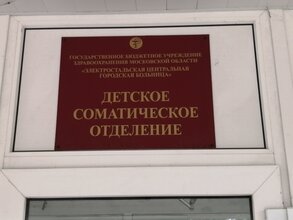 ГОСУДАРСТВЕННОЕ БЮДЖЕТНОЕ УЧРЕЖДЕНИЕ
ЗДРАВООХРАНЕНИЯ МОСКОВСКОЙ ОБЛАСТИ
«ЭЛЕКТРОСТАЛЬСКАЯ ЦЕНТРАЛЬНАЯ
ГОРОДСКАЯ БОЛЬНИЦА»
ДЕТСКОЕ
СОМАТИЧЕСКОЕ
ОТДЕЛЕНИЕ